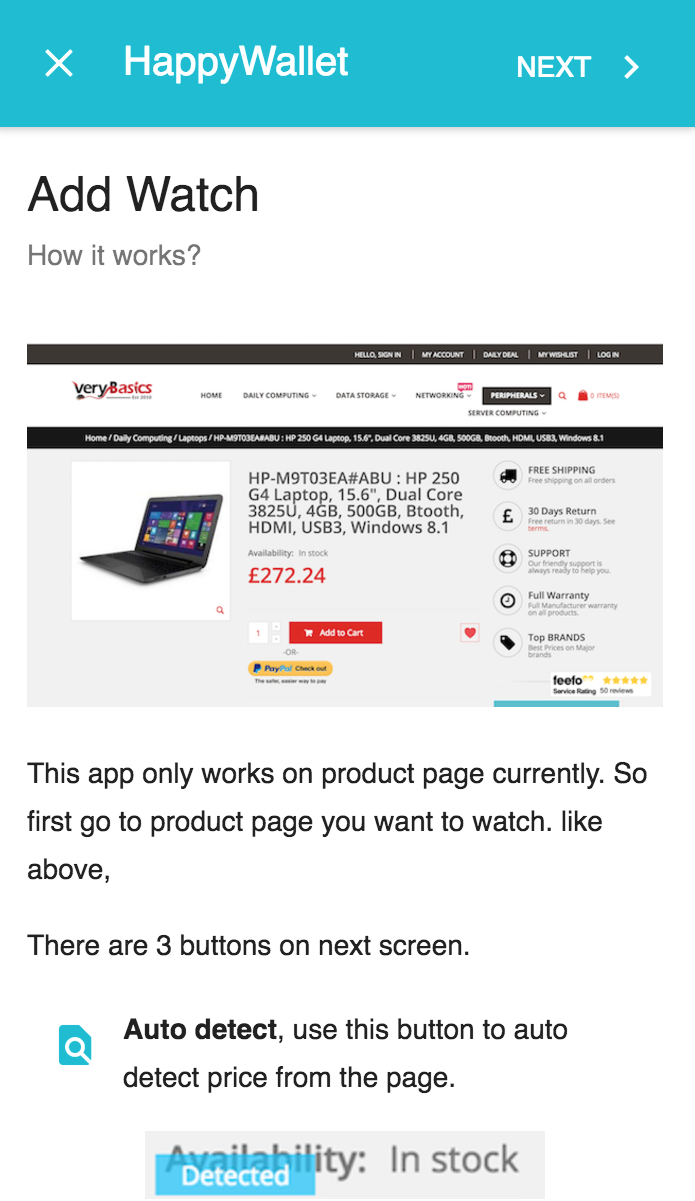 HappyWallet
NEXT
Add Watch
How it works?
HELLO, SIGN IN | MY ACCOUNT | DAILY DEAL | MY WISHLIST | LOG IN
VeryBasics
Est 2010
HOME DAILY COMPUTING DATA STORAGE NETWORKING HOT! PERIPHERALS 0 ITEM(S)
SERVER COMPUTING
Home / Daily Computing / Laptops / HP-M9T03EA#ABU : HP 250 G4 Laptop, 15.6", Dual Core 3825U, 4GB, 500GB, Btooth, HDMI, USB3, Windows 8.1
HP-M9T03EA#ABU : HP 250
G4 Laptop, 15.6", Dual Core
3825U, 4GB, 500GB, Btooth,
HDMI, USB3, Windows 8.1
Availability: In stock
£272.24
1
Add to Cart
-OR-
PayPal Check out
The safer, easier way to pay
FREE SHIPPING
Free shipping on all orders
£
30 Days Return
Free return in 30 days. See
terms.
SUPPORT
Our friendly support is
always ready to help you.
Full Warranty
Full Manufacturer warranty
on all products.
Top BRANDS
Best Prices on Major
brands
feefo
Service Rating 50 reviews
This app only works on product page currently. So
first go to product page you want to watch. like
above,
There are 3 buttons on next screen.
Auto detect, use this button to auto
detect price from the page.
Availability: In stock
Detected